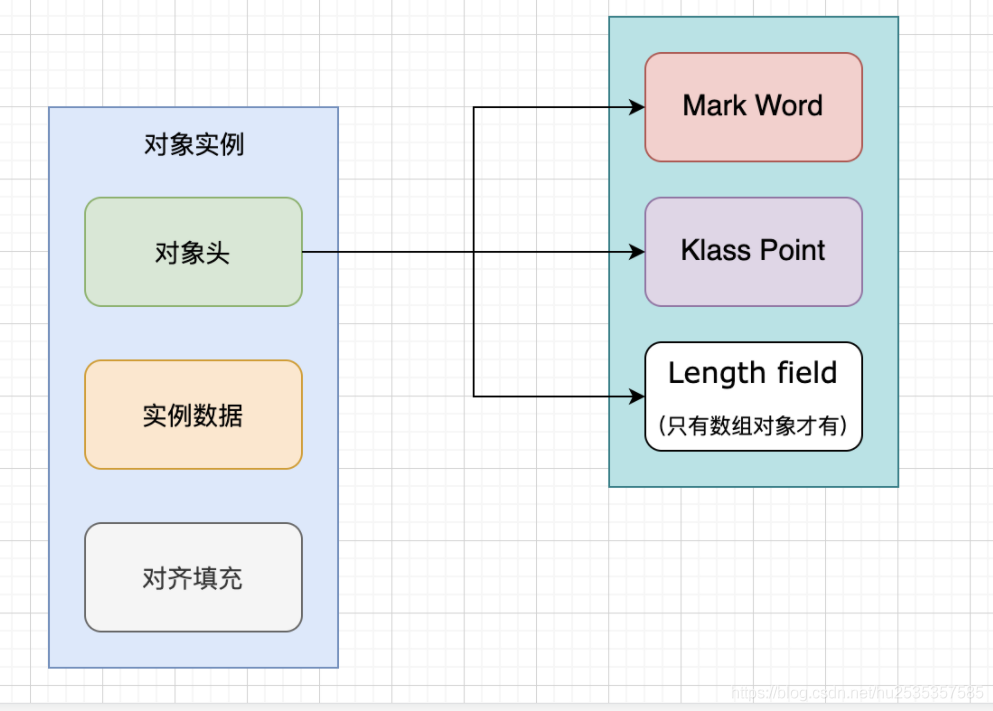 对象实例
对象头
实例数据
对齐填充
Mark Word
Klass Point
Length field
(只有数组对象才有)
https://blog.csdn.net/hu2535357585